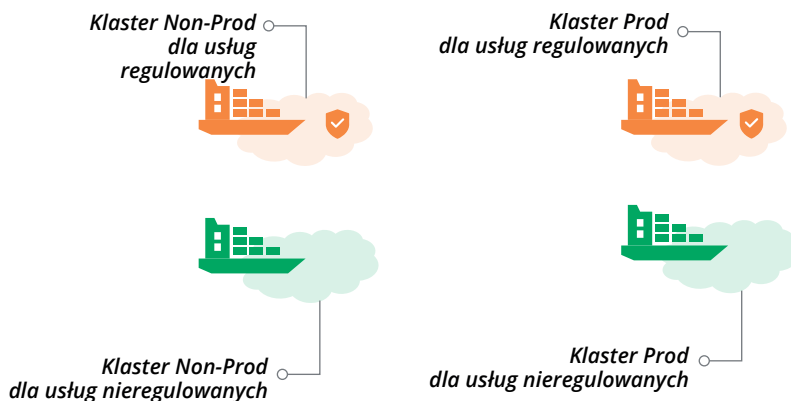 Klaster Non-Prod
dla usług
regulowanych
Klaster Prod
dla usług regulowanych
Klaster Non-Prod
dla usług nieregulowanych
Klaster Prod
dla usług nieregulowanych